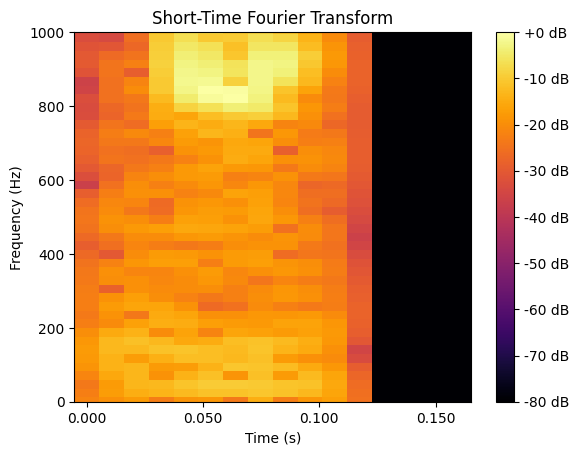 Short-Time Fourier Transform
1000
800
600
400
200
0
Frequency (Hz)
0.000
0.050
0.100
0.150
Time (s)
+0 dB
-10 dB
-20 dB
-30 dB
-40 dB
-50 dB
-60 dB
-70 dB
-80 dB